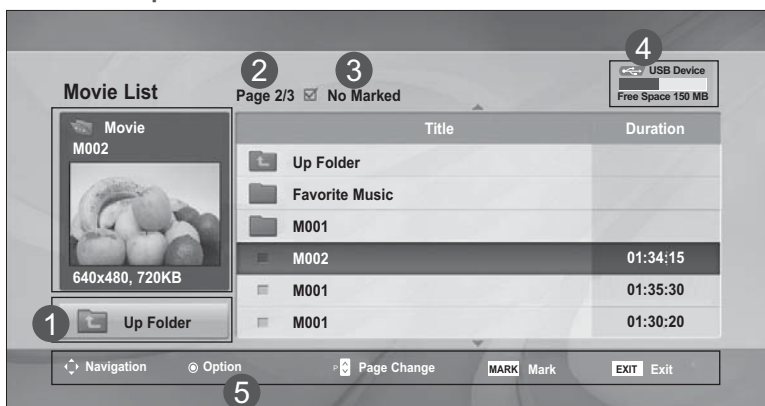 4
USB Device
Free Space 150 MB
2
3
Movie List
Page 2/3
No Marked
Movie
M002
640x480, 720KB
Title
Duration
Up Folder
Favorite Music
M001
M002
01:34:15
M001
01:35:30
M001
01:30:20
1
Up Folder
Navigation
Option
P
Page Change
MARK Mark
EXIT Exit
5